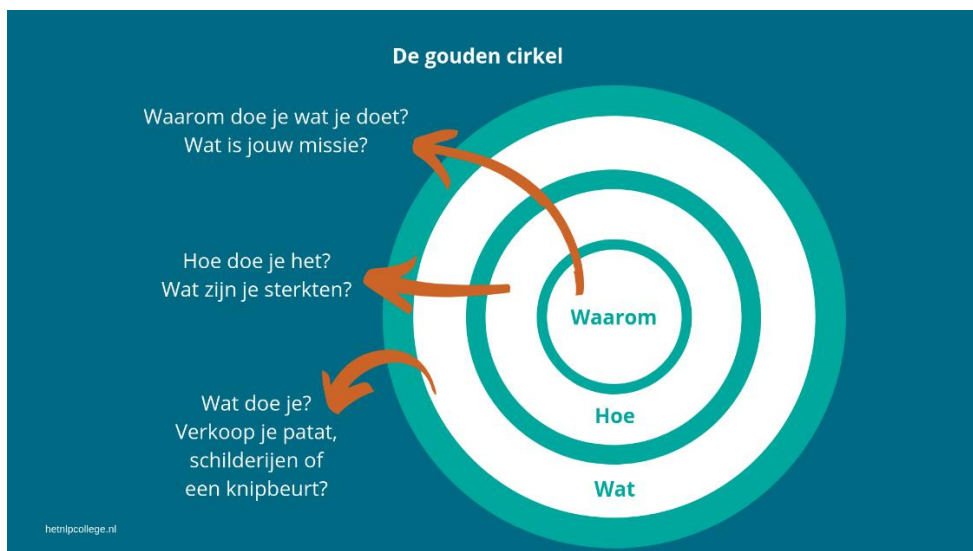 De gouden cirkel
Waarom doe je wat je doet?
Wat is jouw missie?
Hoe doe je het?
Wat zijn je sterkten?
Wat doe je?
Verkoop je patat,
schilderijen of
een knipbeurt?
Waarom
Hoe
Wat
hetnlpcollege.nl